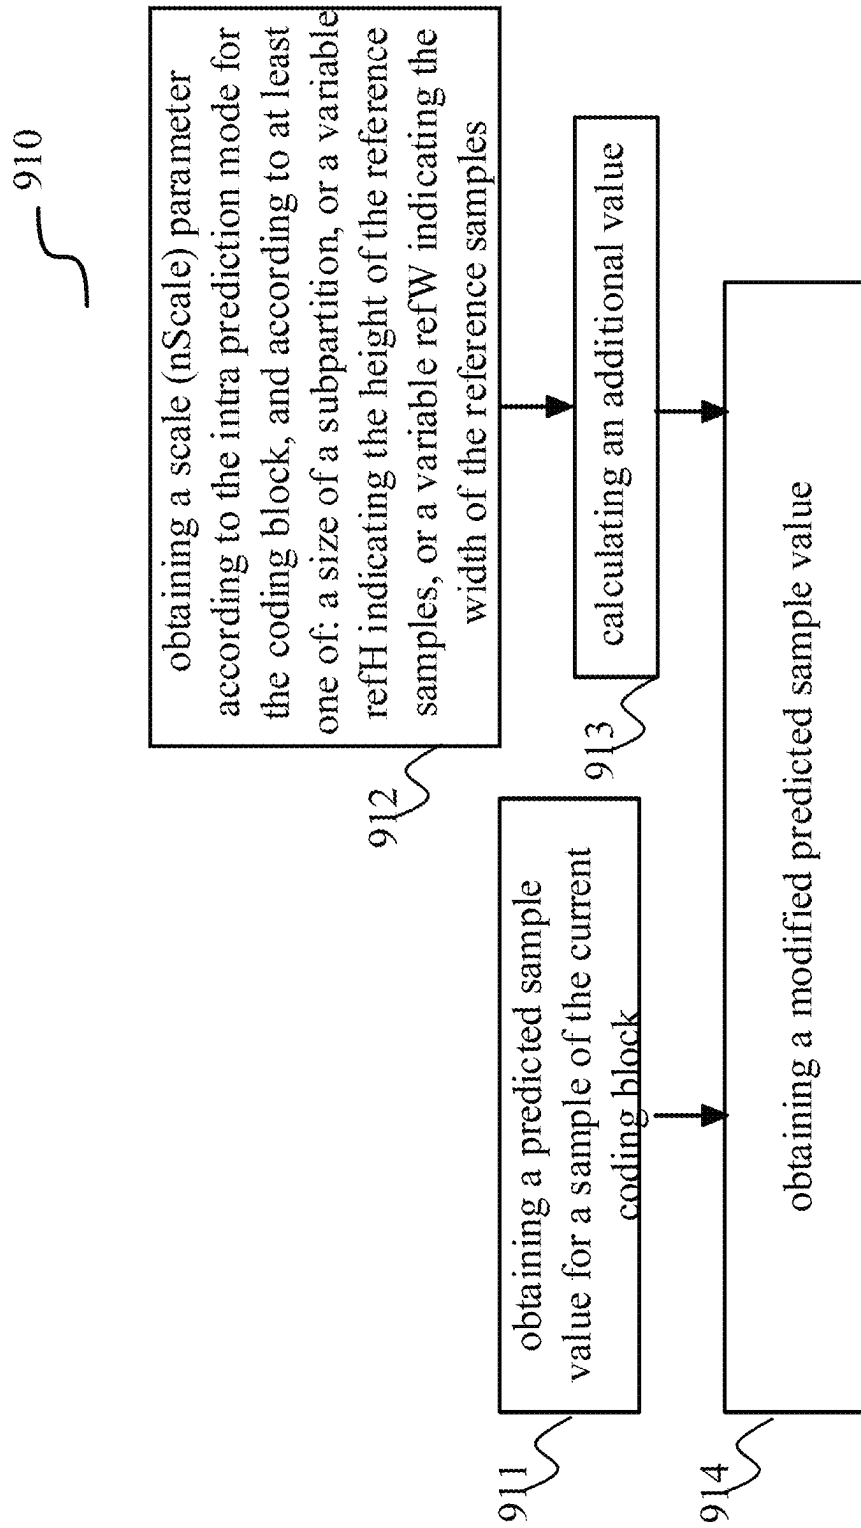 910
obtaining a scale (nScale) parameter
according to the intra prediction mode for
the coding block, and according to at least
one of: a size of a subpartition, or a variable
refH indicating the height of the reference
samples, or a variable refW indicating the
width of the reference samples
912
obtaining a predicted sample
value for a sample of the current
coding block
911
calculating an additional value
913
obtaining a modified predicted sample value
914